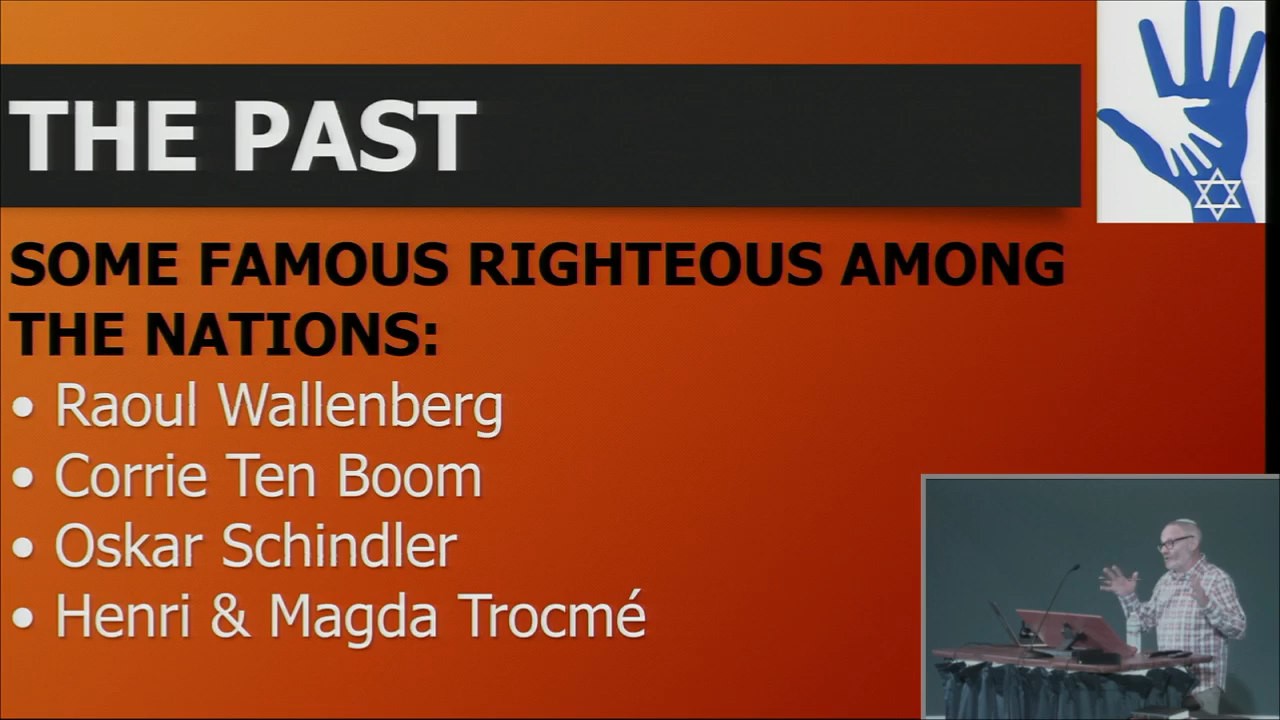 THE PAST
SOME FAMOUS RIGHTEOUS AMONG
THE NATIONS:
• Raoul Wallenberg
• Corrie Ten Boom
• Oskar Schindler
• Henri & Magda Trocmé